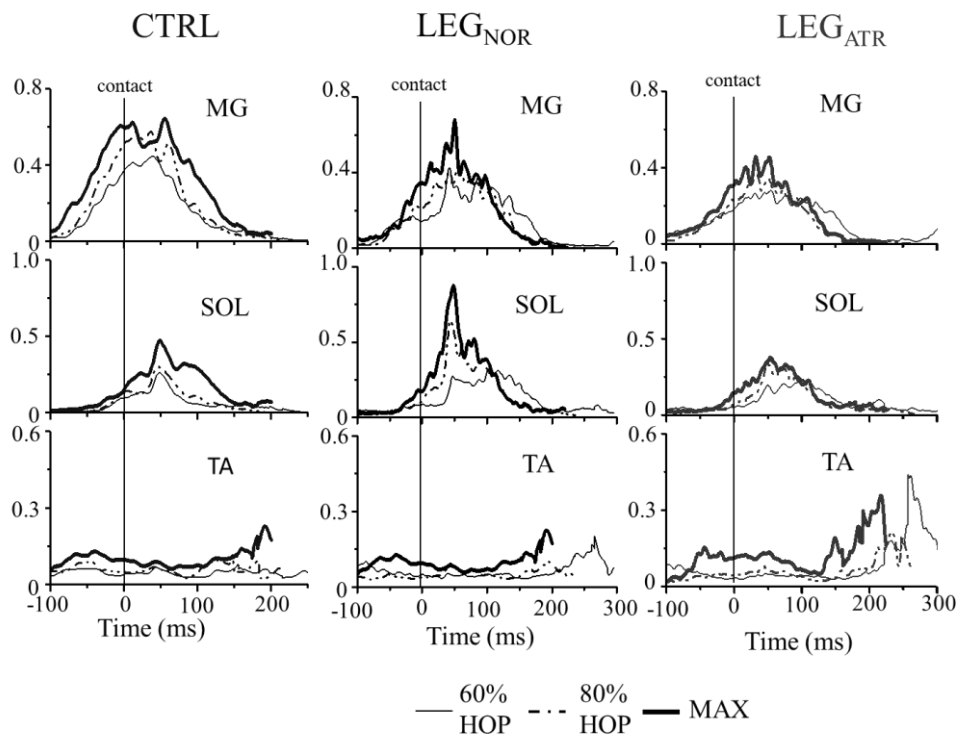 CTRL LEG_NOR LEG_ATR
contact contact contact
0.8 MG 0.8 MG 0.8 MG
0.4 0.4 0.4
0 0 0
1.0 1.0 1.0
SOL SOL SOL
0.5 0.5 0.5
0 0 0
0.6 0.6 0.6
TA TA TA
0.3 0.3 0.3
0 0 0
-100 0 100 200 -100 0 100 200 300 -100 0 100 200 300
Time (ms) Time (ms) Time (ms)
60% 80%
HOP HOP MAX